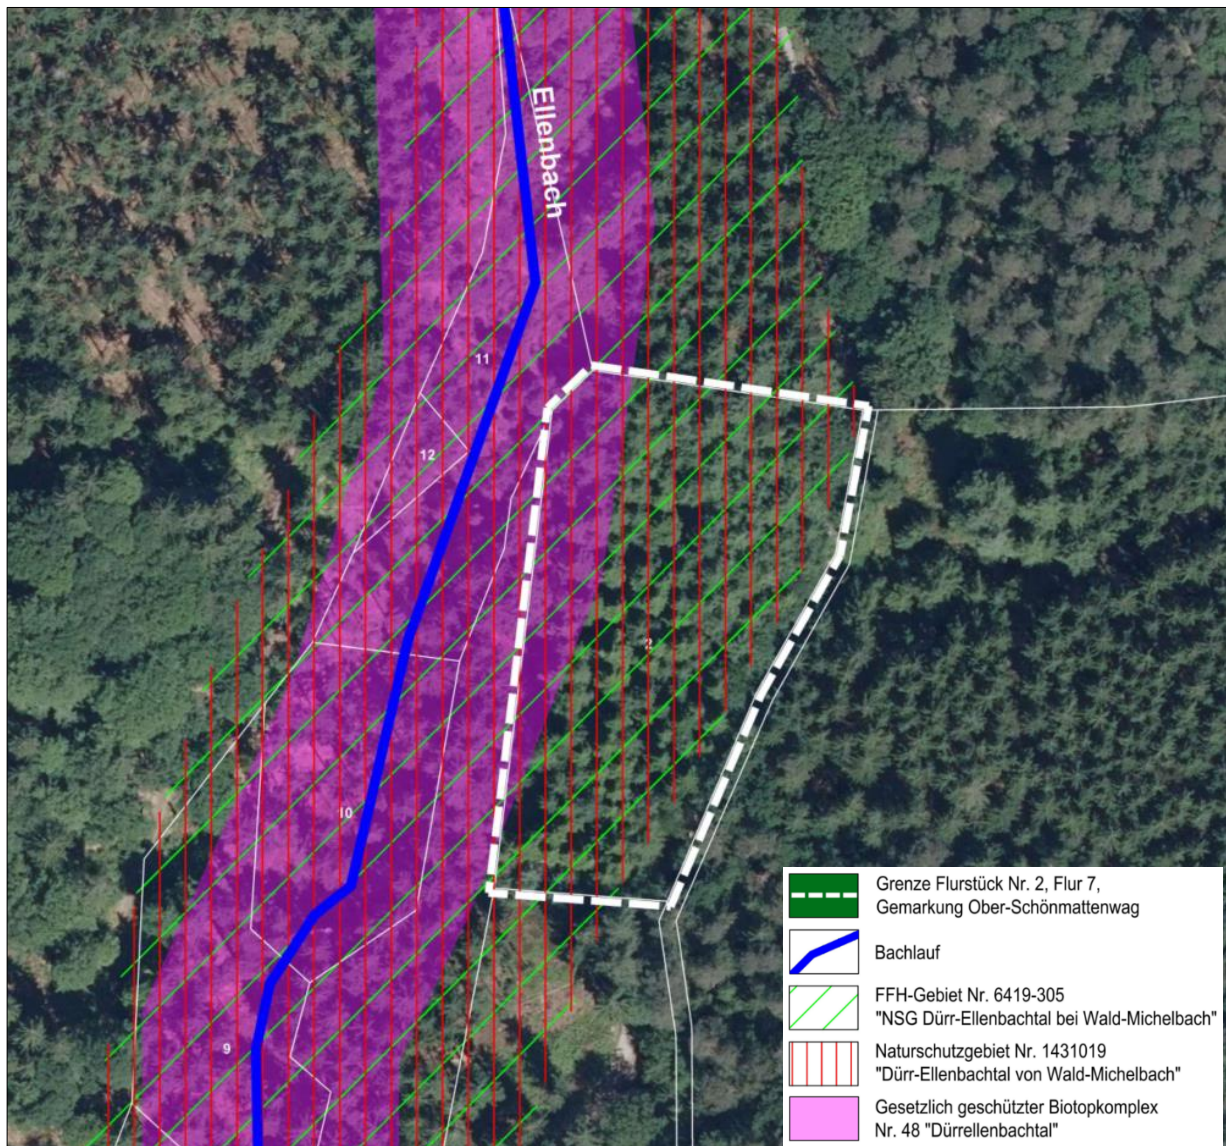 Ellenbach
11
12
2
10
9
Grenze Flurstück Nr. 2, Flur 7,
Gemarkung Ober-Schönmattenwag
Bachlauf
FFH-Gebiet Nr. 6419-305
"NSG Dürr-Ellenbachtal bei Wald-Michelbach"
Naturschutzgebiet Nr. 1431019
"Dürr-Ellenbachtal von Wald-Michelbach"
Gesetzlich geschützter Biotopkomplex
Nr. 48 "Dürrellenbachtal"